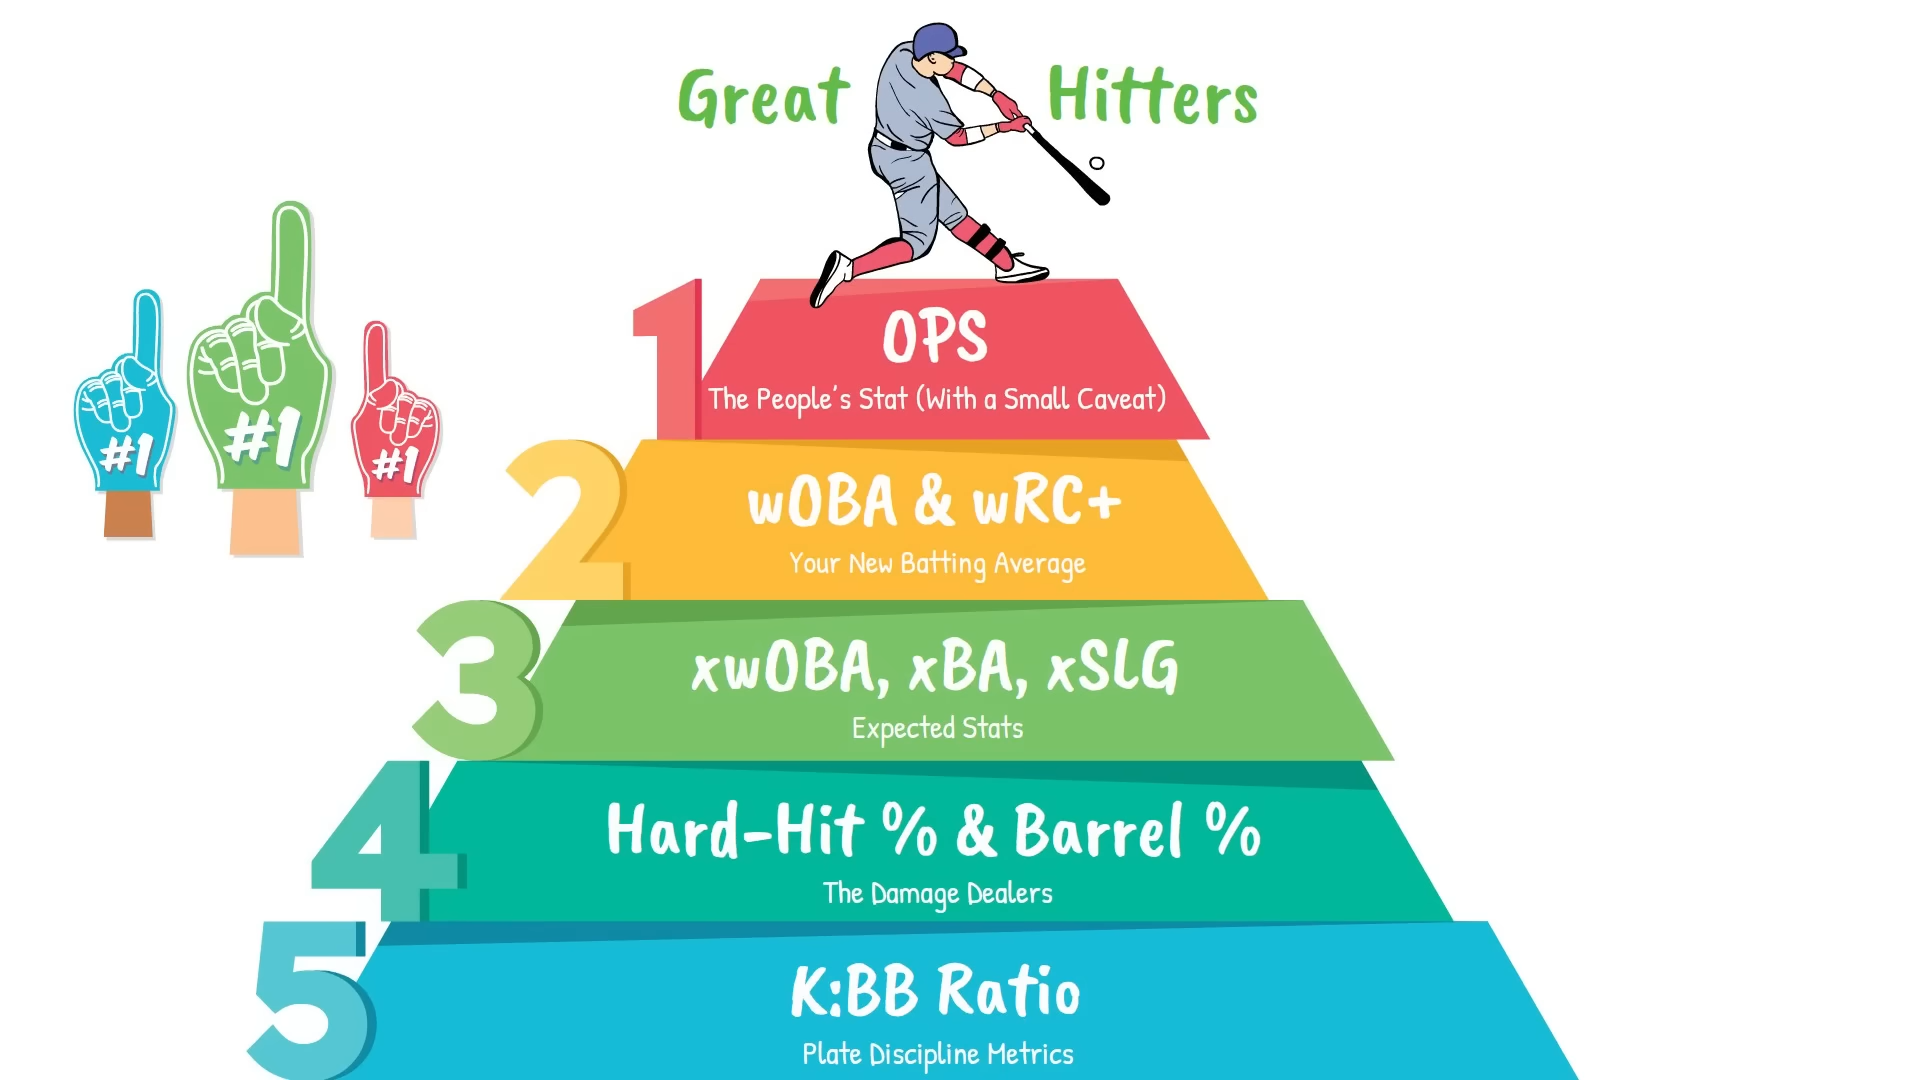 Great Hitters
#1
#1
#1
1
OPS
The People's Stat (With a Small Caveat)
2
wOBA & wRC+
Your New Batting Average
3
xwOBA, xBA, xSLG
Expected Stats
4
Hard-Hit % & Barrel %
The Damage Dealers
5
K:BB Ratio
Plate Discipline Metrics